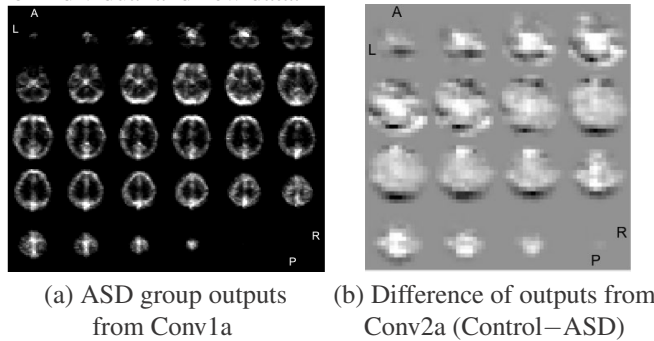 A
L
R
P
A
L
R
P
(a) ASD group outputs
from Conv1a
(b) Difference of outputs from
Conv2a (Control−ASD)